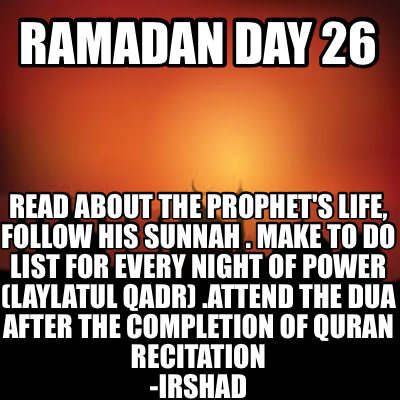 RAMADAN DAY 26
READ ABOUT THE PROPHET'S LIFE,
FOLLOW HIS SUNNAH . MAKE TO DO
LIST FOR EVERY NIGHT OF POWER
(LAYLATUL QADR) .ATTEND THE DUA
AFTER THE COMPLETION OF QURAN
RECITATION
-IRSHAD